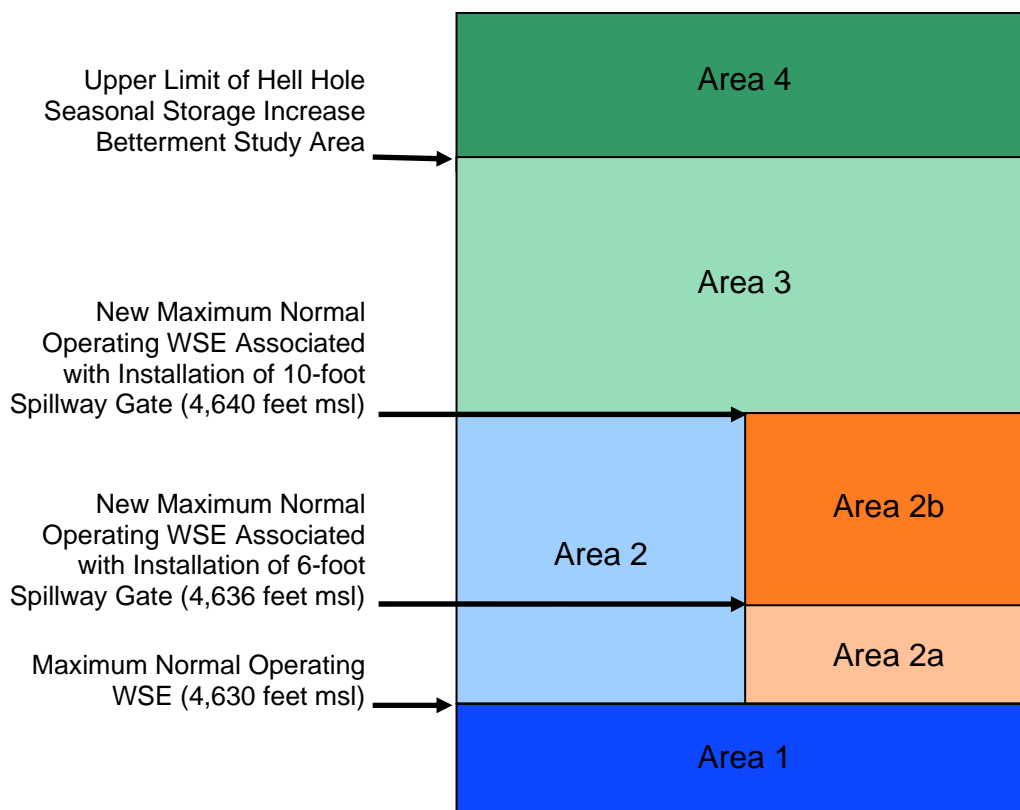 Upper Limit of Hell Hole
Seasonal Storage Increase
Betterment Study Area
Area 4
Area 3
New Maximum Normal
Operating WSE Associated
with Installation of 10-foot
Spillway Gate (4,640 feet msl)
Area 2b
New Maximum Normal
Operating WSE Associated
with Installation of 6-foot
Spillway Gate (4,636 feet msl)
Area 2
Area 2a
Maximum Normal Operating
WSE (4,630 feet msl)
Area 1